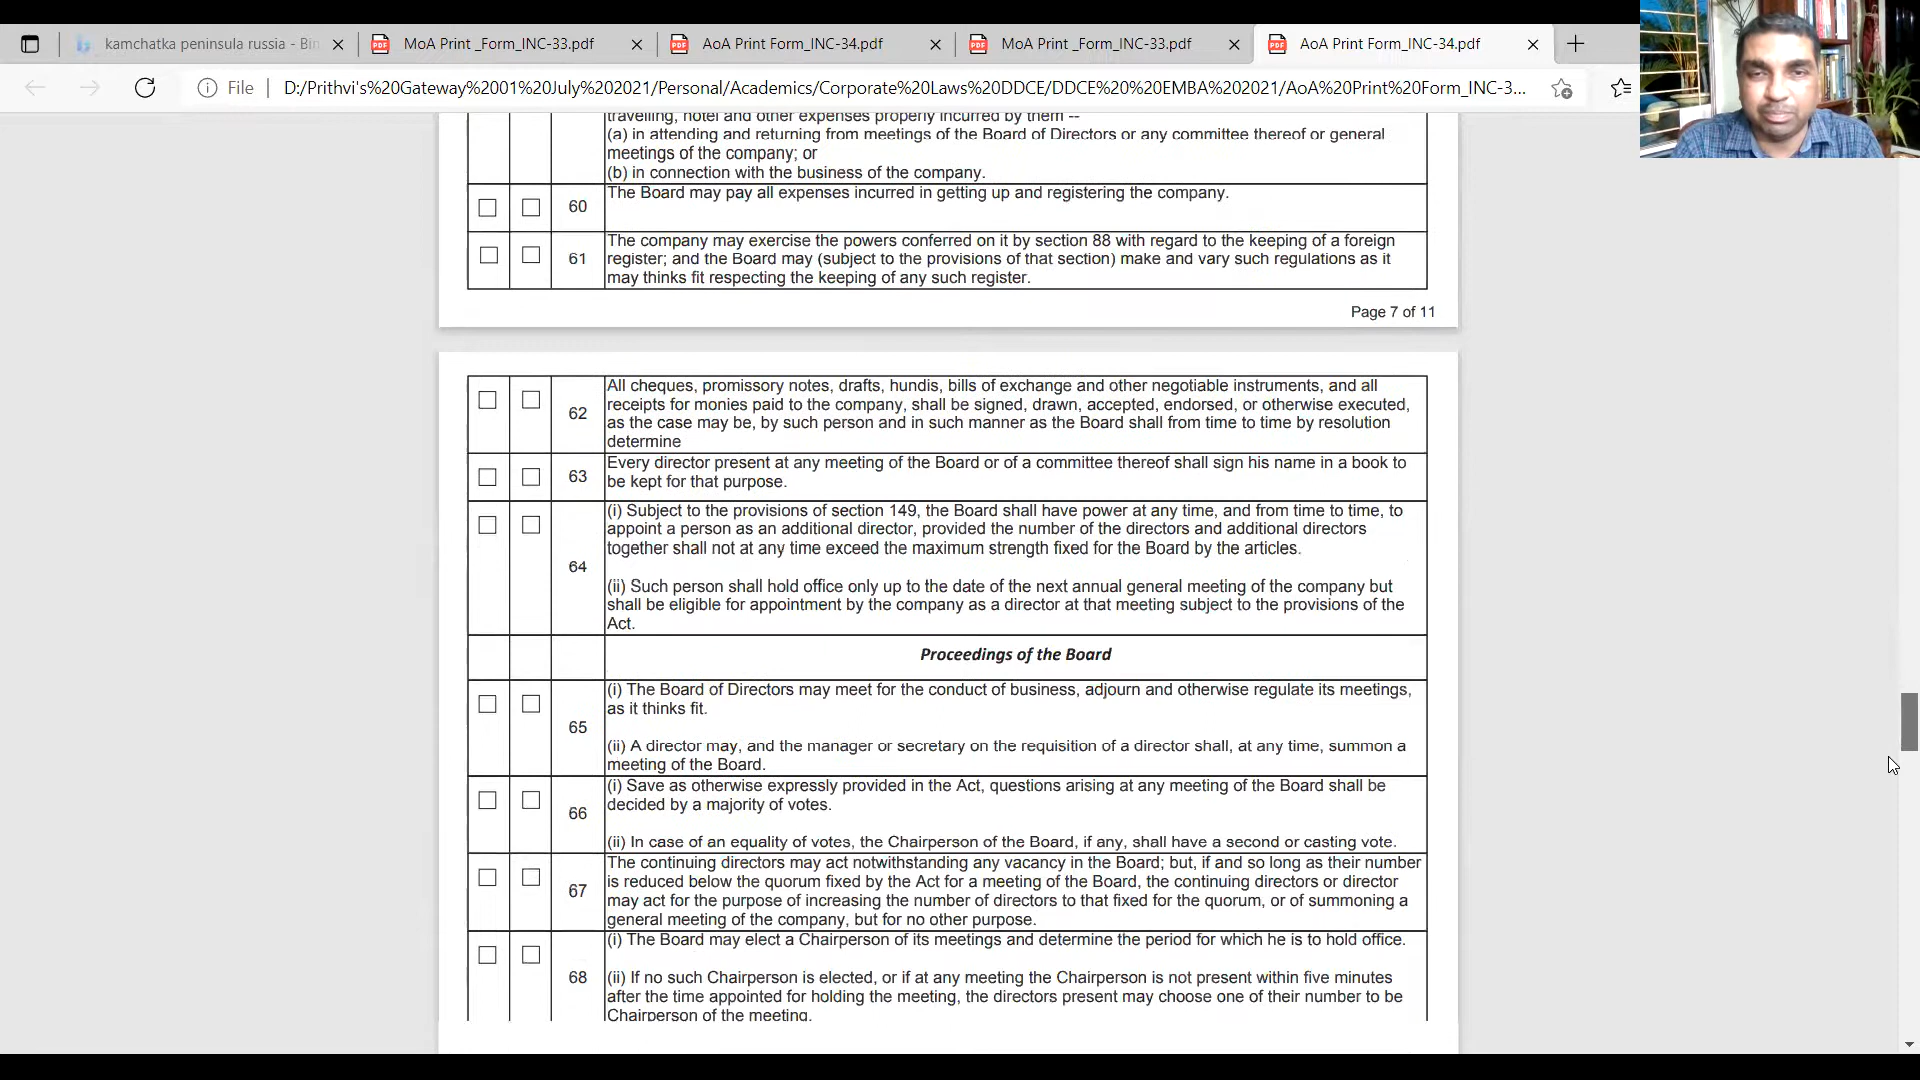 kamchatka peninsula russia - Bin
MoA Print _Form_INC-33.pdf
AoA Print Form_INC-34.pdf
MoA Print _Form_INC-33.pdf
AoA Print Form_INC-34.pdf
File
D:/Prithvi's%20Gateway%2001%20July%202021/Personal/Academics/Corporate%20Laws%20DDCE/DDCE%20%20EMBA%202021/AoA%20Print%20Form_INC-3...
travelling, hotel and other expenses properly incurred by them --
(a) in attending and returning from meetings of the Board of Directors or any committee thereof or general
meetings of the company; or
(b) in connection with the business of the company.
60
The Board may pay all expenses incurred in getting up and registering the company.
61
The company may exercise the powers conferred on it by section 88 with regard to the keeping of a foreign
register; and the Board may (subject to the provisions of that section) make and vary such regulations as it
may thinks fit respecting the keeping of any such register.
Page 7 of 11
62
All cheques, promissory notes, drafts, hundis, bills of exchange and other negotiable instruments, and all
receipts for monies paid to the company, shall be signed, drawn, accepted, endorsed, or otherwise executed,
as the case may be, by such person and in such manner as the Board shall from time to time by resolution
determine
63
Every director present at any meeting of the Board or of a committee thereof shall sign his name in a book to
be kept for that purpose.
64
(i) Subject to the provisions of section 149, the Board shall have power at any time, and from time to time, to
appoint a person as an additional director, provided the number of the directors and additional directors
together shall not at any time exceed the maximum strength fixed for the Board by the articles.
(ii) Such person shall hold office only up to the date of the next annual general meeting of the company but
shall be eligible for appointment by the company as a director at that meeting subject to the provisions of the
Act.
Proceedings of the Board
65
(i) The Board of Directors may meet for the conduct of business, adjourn and otherwise regulate its meetings,
as it thinks fit.
(ii) A director may, and the manager or secretary on the requisition of a director shall, at any time, summon a
meeting of the Board.
66
(i) Save as otherwise expressly provided in the Act, questions arising at any meeting of the Board shall be
decided by a majority of votes.
(ii) In case of an equality of votes, the Chairperson of the Board, if any, shall have a second or casting vote.
67
The continuing directors may act notwithstanding any vacancy in the Board; but, if and so long as their number
is reduced below the quorum fixed by the Act for a meeting of the Board, the continuing directors or director
may act for the purpose of increasing the number of directors to that fixed for the quorum, or of summoning a
general meeting of the company, but for no other purpose.
68
(i) The Board may elect a Chairperson of its meetings and determine the period for which he is to hold office.
(ii) If no such Chairperson is elected, or if at any meeting the Chairperson is not present within five minutes
after the time appointed for holding the meeting, the directors present may choose one of their number to be
Chairperson of the meeting.